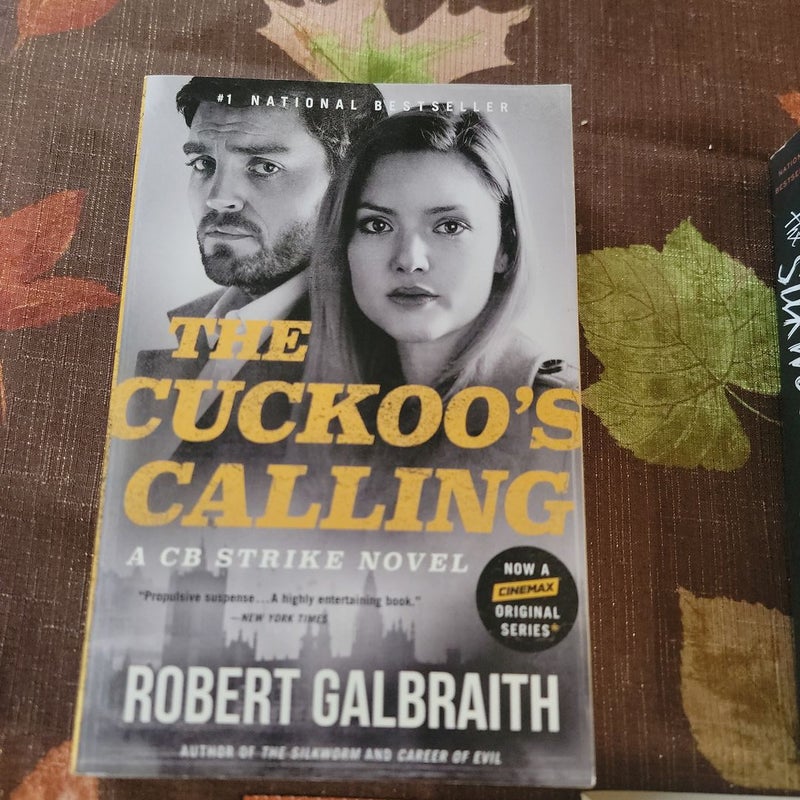 #1 NATIONAL BESTSELLER
THE
CUCKOO'S
CALLING
A CB STRIKE NOVEL
"Propulsive suspense...A highly entertaining book."
—NEW YORK TIMES
NOW A
CINEMAX
ORIGINAL
SERIES*
ROBERT GALBRAITH
AUTHOR OF THE SILKWORM AND CAREER OF EVIL